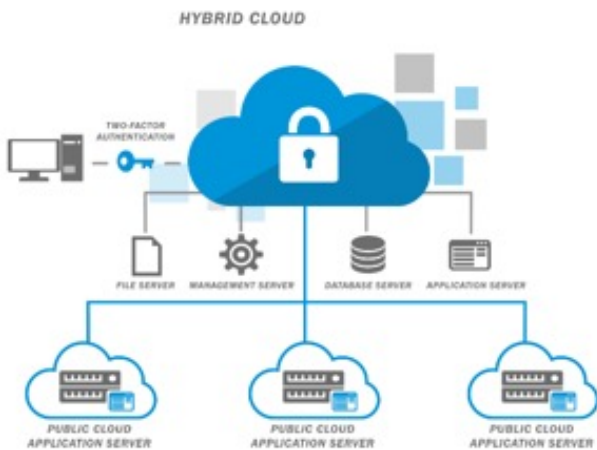 HYBRID CLOUD
TWO-FACTOR
AUTHENTICATION
FILE SERVER
MANAGEMENT SERVER
DATABASE SERVER
APPLICATION SERVER
PUBLIC CLOUD
APPLICATION SERVER
PUBLIC CLOUD
APPLICATION SERVER
PUBLIC CLOUD
APPLICATION SERVER